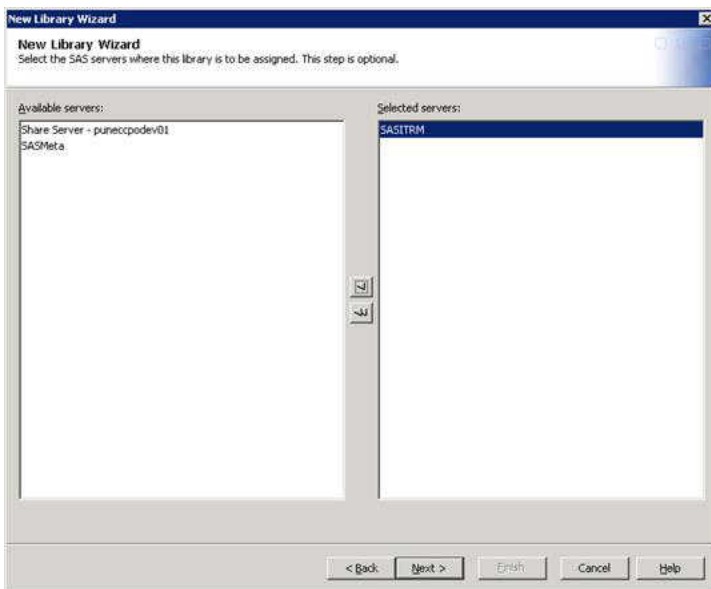 New Library Wizard
New Library Wizard
Select the SAS servers where this library is to be assigned. This step is optional.
Available servers:
Selected servers:
Share Server - puneccpodev01
SASMeta
SASITRM
< Back
Next >
Finish
Cancel
Help